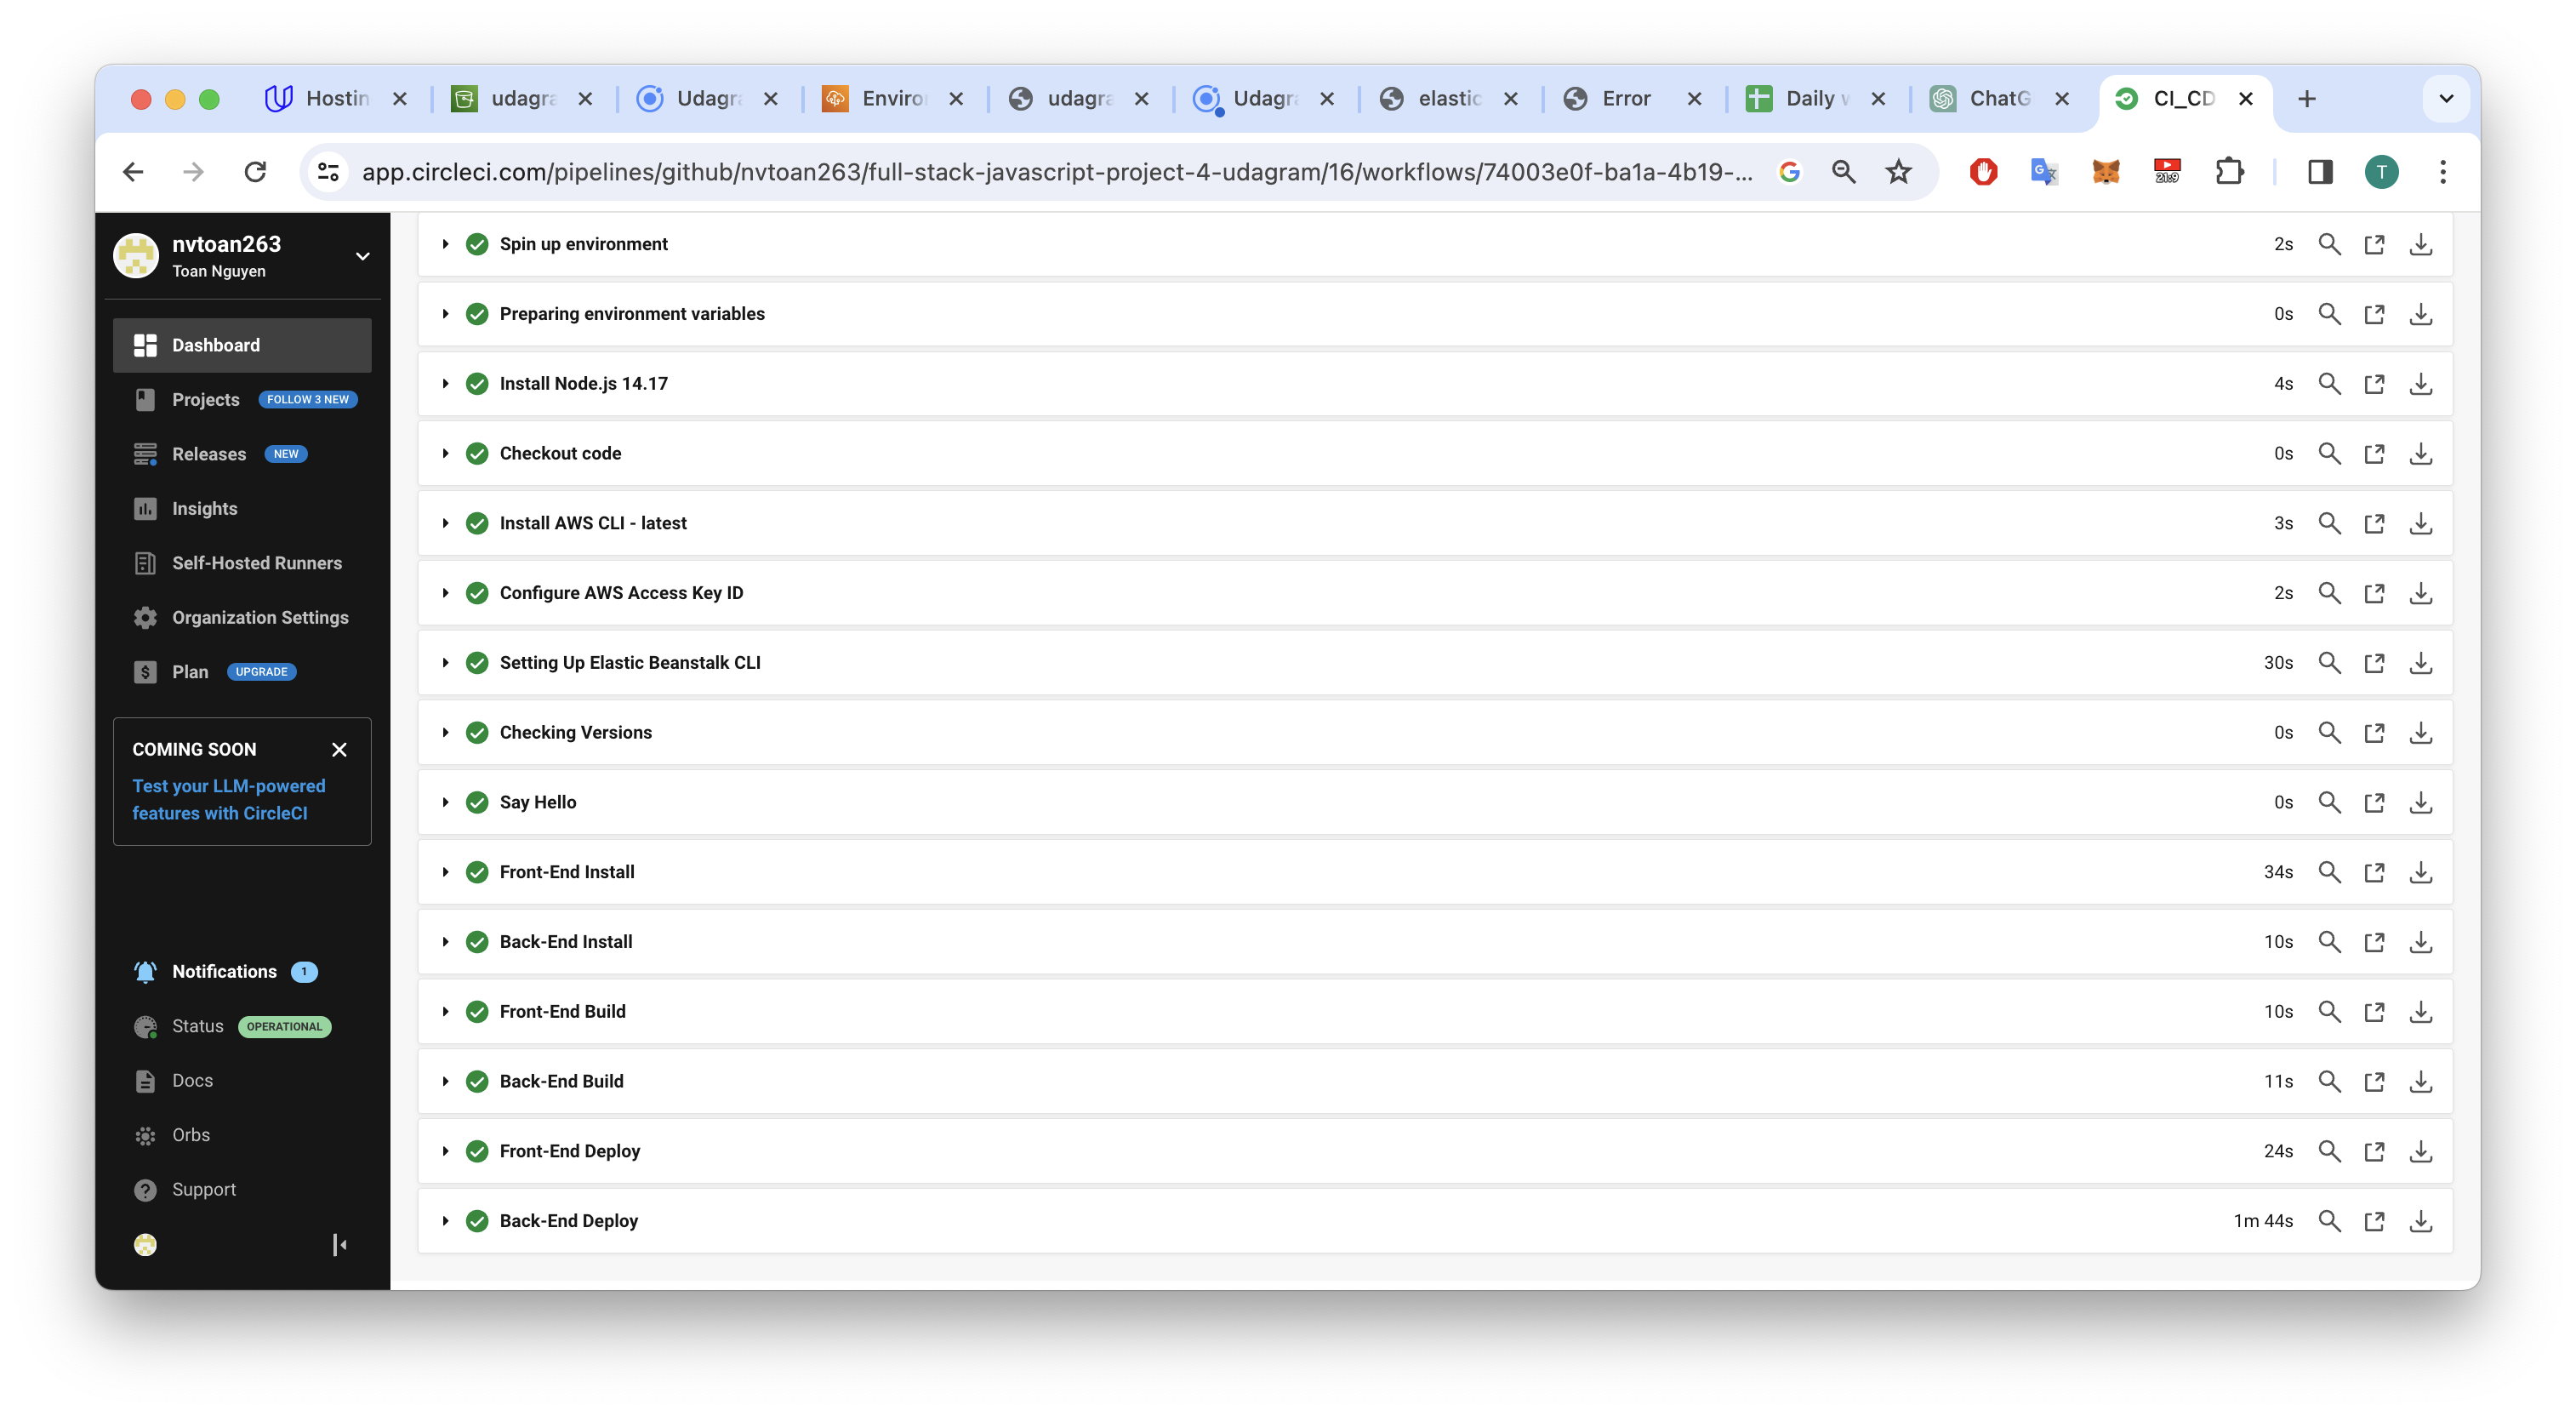 Hostin
udagra
Udagra
Enviro
udagra
Udagra
elastic
Error
Daily w
ChatG
CI_CD
app.circleci.com/pipelines/github/nvtoan263/full-stack-javascript-project-4-udagram/16/workflows/74003e0f-ba1a-4b19-...
21:9
T
nvtoan263
Toan Nguyen
Dashboard
Projects FOLLOW 3 NEW
Releases NEW
Insights
Self-Hosted Runners
Organization Settings
Plan UPGRADE
COMING SOON
Test your LLM-powered
features with CircleCI
Notifications 1
Status OPERATIONAL
Docs
Orbs
Support
Spin up environment 2s
Preparing environment variables 0s
Install Node.js 14.17 4s
Checkout code 0s
Install AWS CLI - latest 3s
Configure AWS Access Key ID 2s
Setting Up Elastic Beanstalk CLI 30s
Checking Versions 0s
Say Hello 0s
Front-End Install 34s
Back-End Install 10s
Front-End Build 10s
Back-End Build 11s
Front-End Deploy 24s
Back-End Deploy 1m 44s